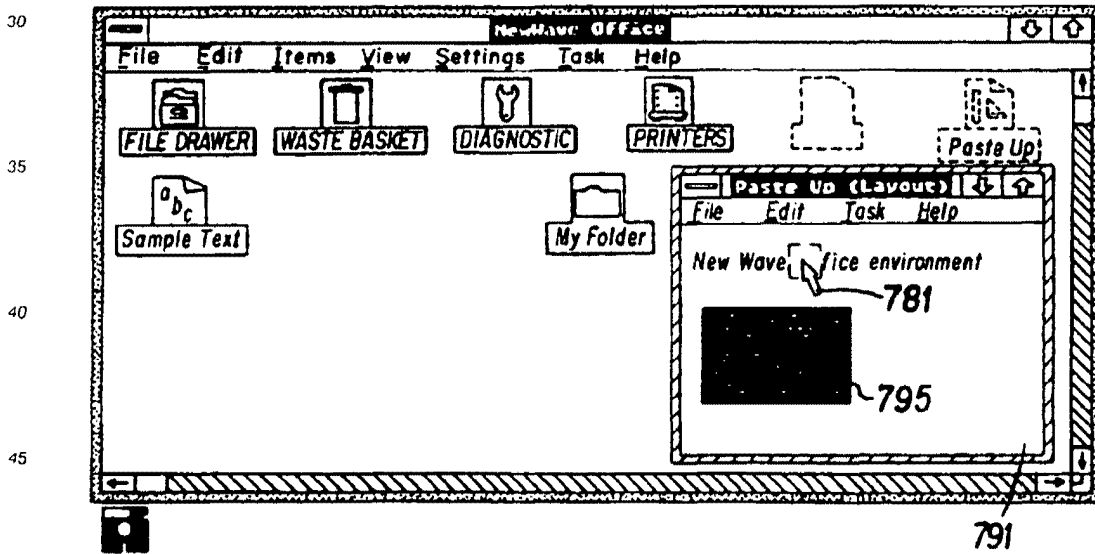 30
NewWave Office
File Edit Items View Settings Task Help
FILE DRAWER WASTE BASKET DIAGNOSTIC PRINTERS Paste Up
35
Paste Up (Layout)
File Edit Task Help
Sample Text My Folder
New Wave fice environment
781
40
795
45
791